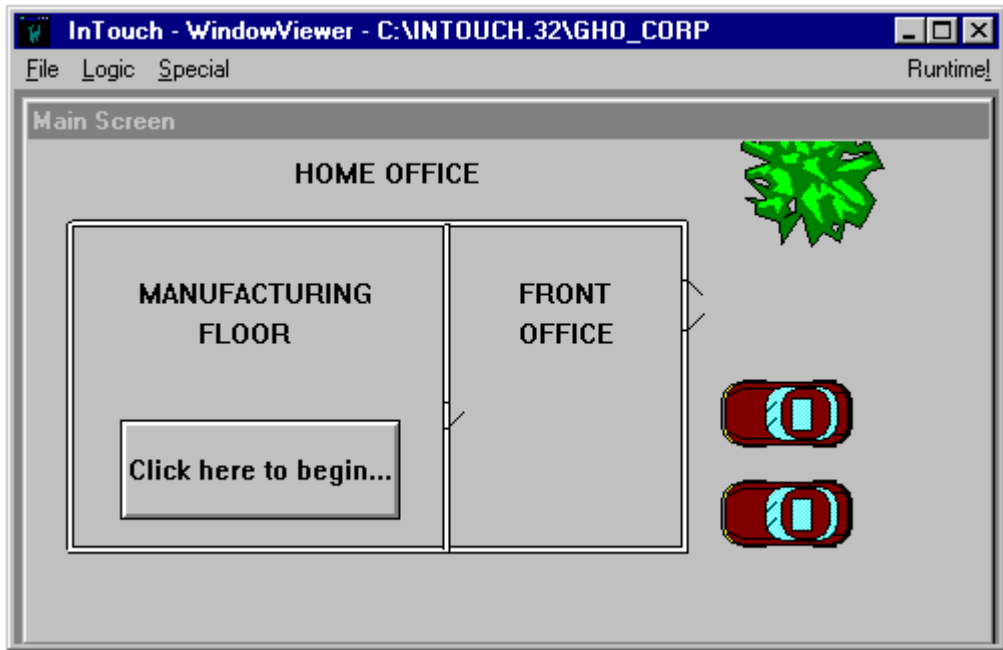 InTouch - WindowViewer - C:\INTOUCH.32\GHO_CORP
File Logic Special Runtime!
Main Screen
HOME OFFICE
MANUFACTURING
FLOOR
FRONT
OFFICE
Click here to begin...